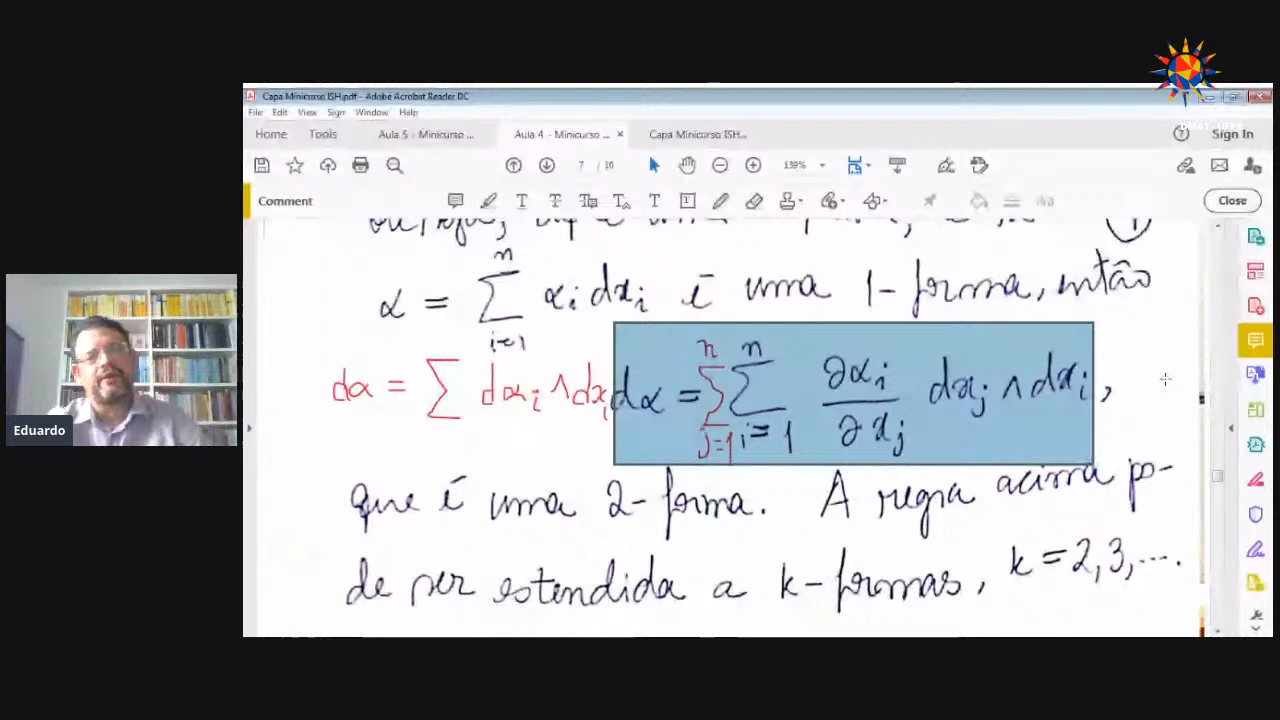 Capa Minicurso ISH.pdf - Adobe Acrobat Reader DC
File Edit View Sign Window Help
Home Tools Aula 5 - Minicurso ... Aula 4 - Minicurso ... × Capa Minicurso ISH... Sign In
7 / 10 139%
Comment Close
α = ∑ i=1 n αi dxi é uma 1-forma, então
dα = ∑ dαi ∧ dxi dα = ∑ j=1 n ∑ i=1 n ∂αi/∂xj dxj ∧ dxi,
que é uma 2-forma. A regra acima po-
de ser estendida a k-formas, k = 2, 3, ....
Eduardo